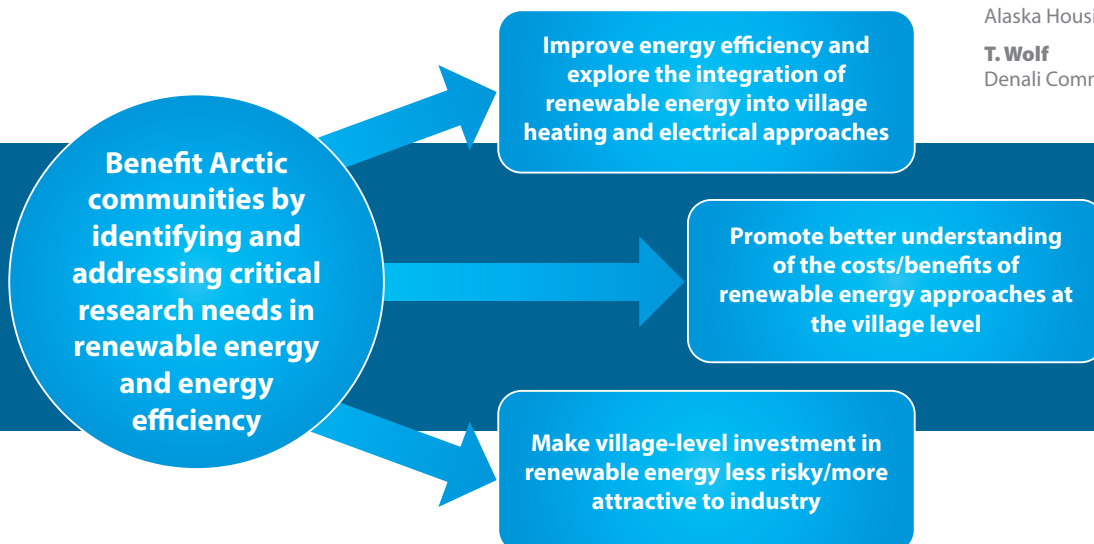 Alaska Housi
T. Wolf
Denali Comm
Improve energy efficiency and
explore the integration of
renewable energy into village
heating and electrical approaches
Benefit Arctic
communities by
identifying and
addressing critical
research needs in
renewable energy
and energy
efficiency
Promote better understanding
of the costs/benefits of
renewable energy approaches at
the village level
Make village-level investment in
renewable energy less risky/more
attractive to industry